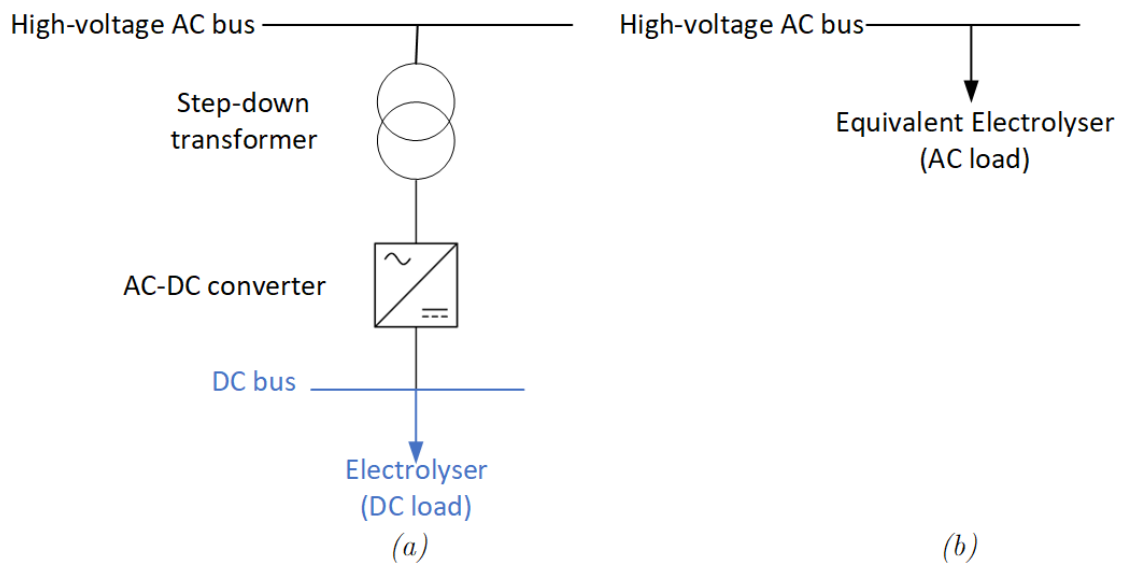 High-voltage AC bus
Step-down
transformer
AC-DC converter
DC bus
Electrolyser
(DC load)
(a)
High-voltage AC bus
Equivalent Electrolyser
(AC load)
(b)